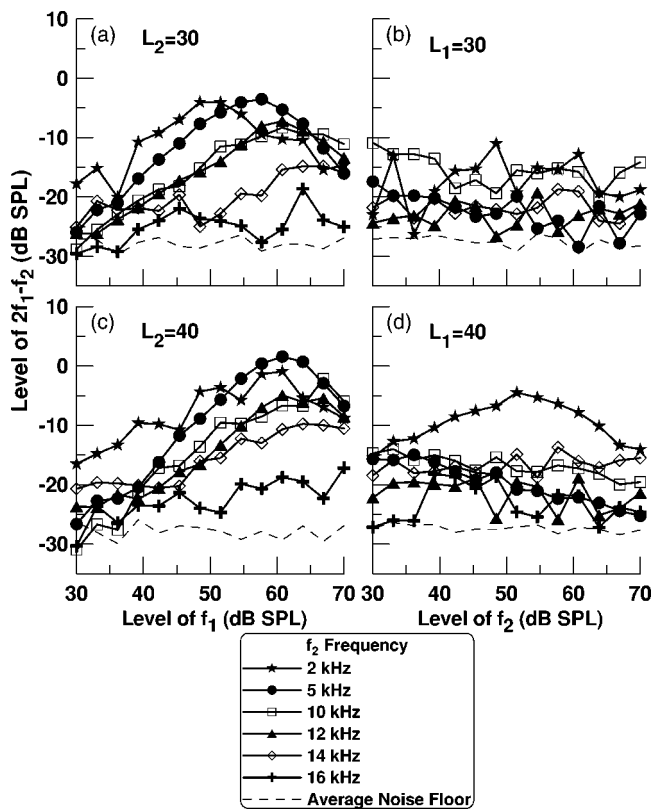 10
(a)
L2=30
(b)
L1=30
0
-10
-20
-30
Level of 2f1-f2 (dB SPL)
10
(c)
L2=40
(d)
L1=40
0
-10
-20
-30
30 40 50 60 70 30 40 50 60 70
Level of f1 (dB SPL)
Level of f2 (dB SPL)
f2 Frequency
2 kHz
5 kHz
10 kHz
12 kHz
14 kHz
16 kHz
Average Noise Floor